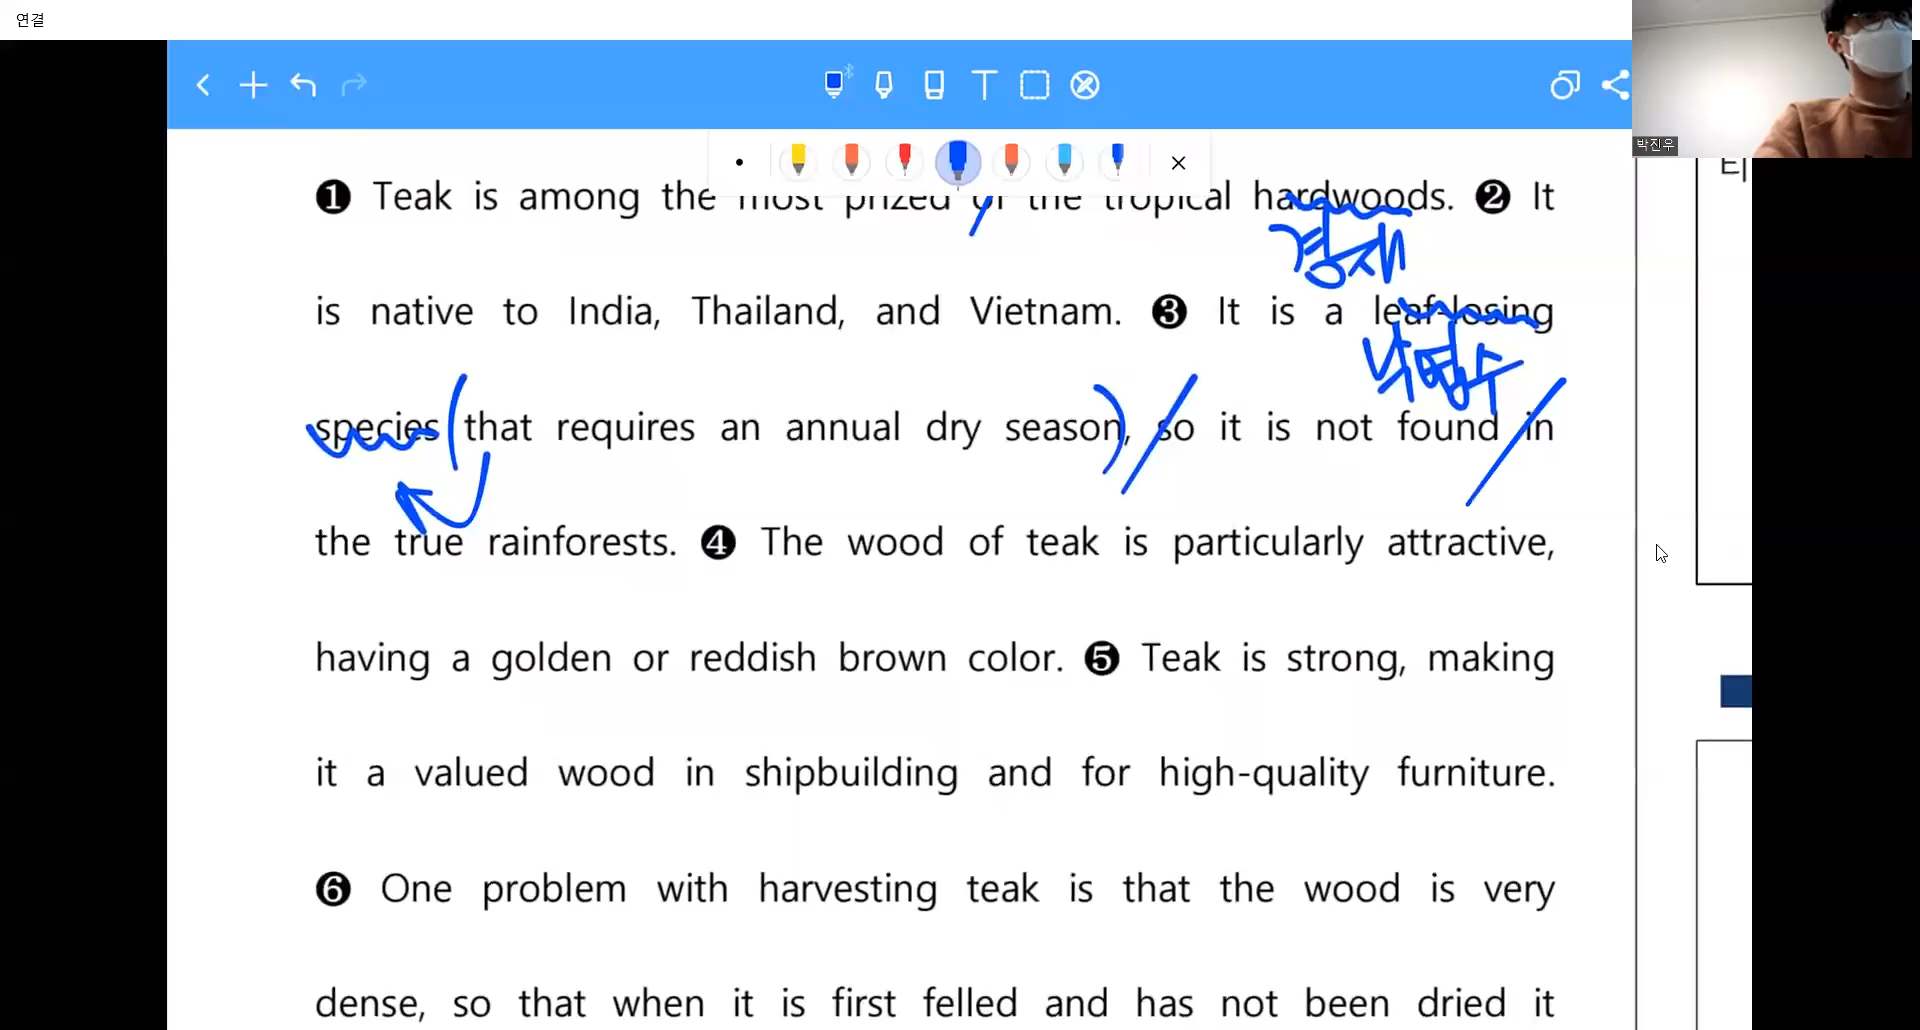 연결
박진우
티
❶ Teak is among the most prized of the tropical hardwoods. ❷ It
경재
is native to India, Thailand, and Vietnam. ❸ It is a leaf-losing
낙엽수
species (that requires an annual dry season), so it is not found in
the true rainforests. ❹ The wood of teak is particularly attractive,
having a golden or reddish brown color. ❺ Teak is strong, making
it a valued wood in shipbuilding and for high-quality furniture.
❻ One problem with harvesting teak is that the wood is very
dense, so that when it is first felled and has not been dried it